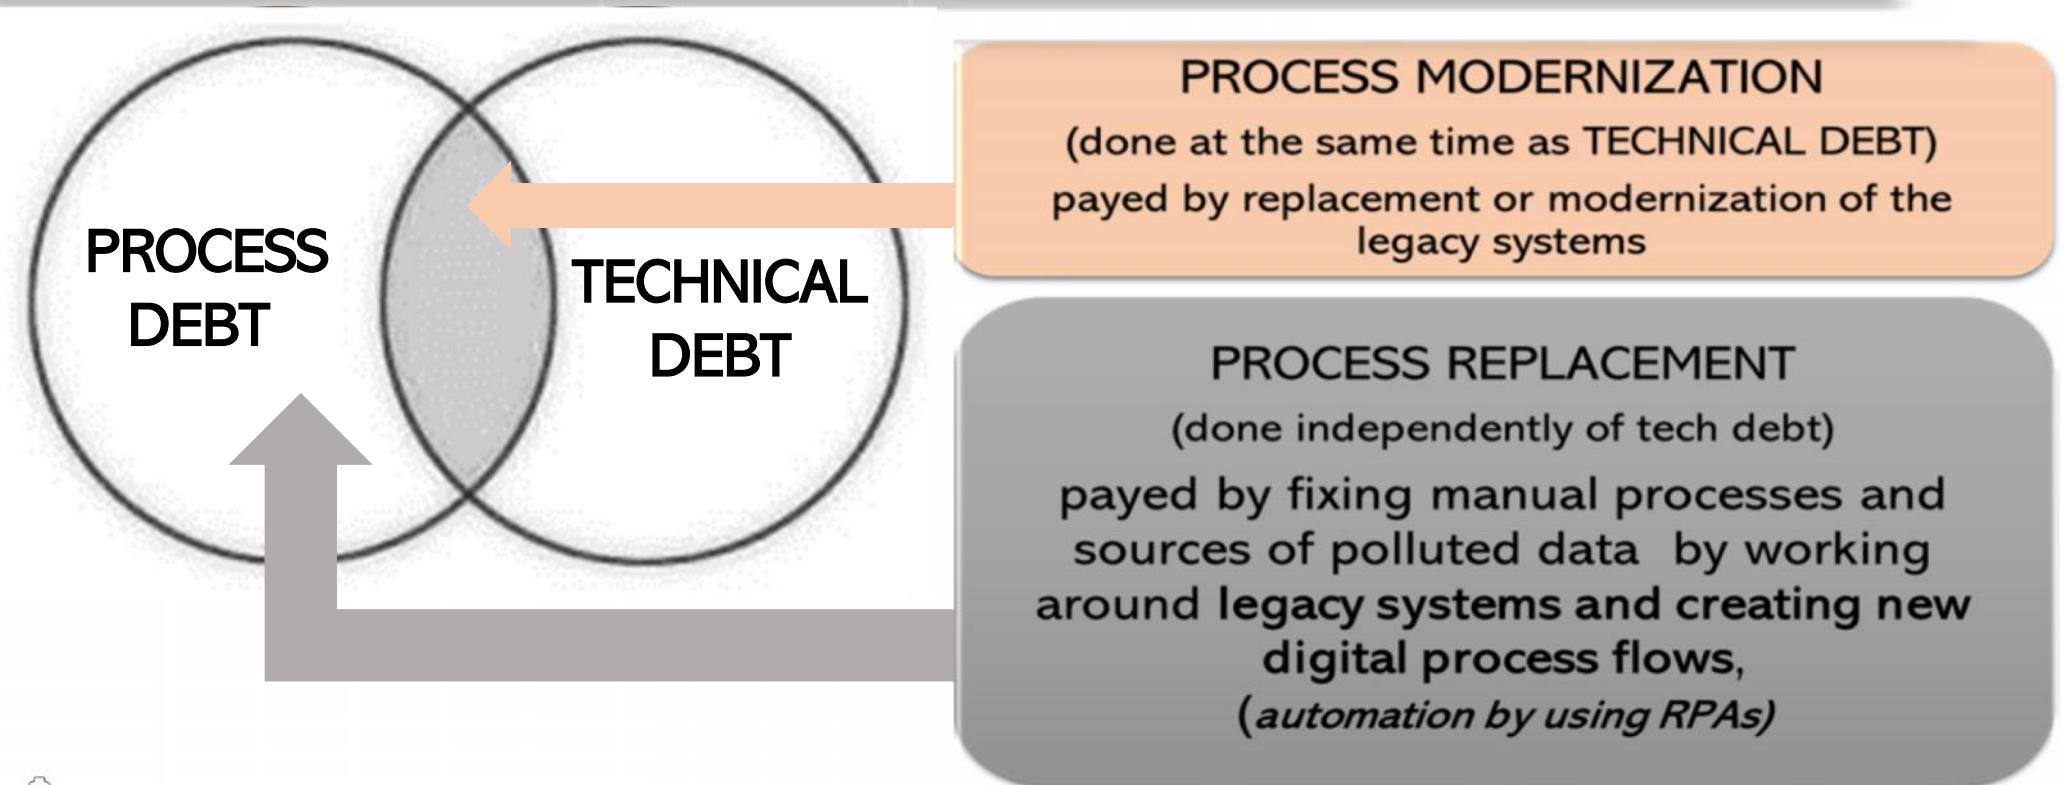 PROCESS
DEBT
TECHNICAL
DEBT
PROCESS MODERNIZATION
(done at the same time as TECHNICAL DEBT)
payed by replacement or modernization of the
legacy systems
PROCESS REPLACEMENT
(done independently of tech debt)
payed by fixing manual processes and
sources of polluted data by working
around legacy systems and creating new
digital process flows,
(automation by using RPAs)